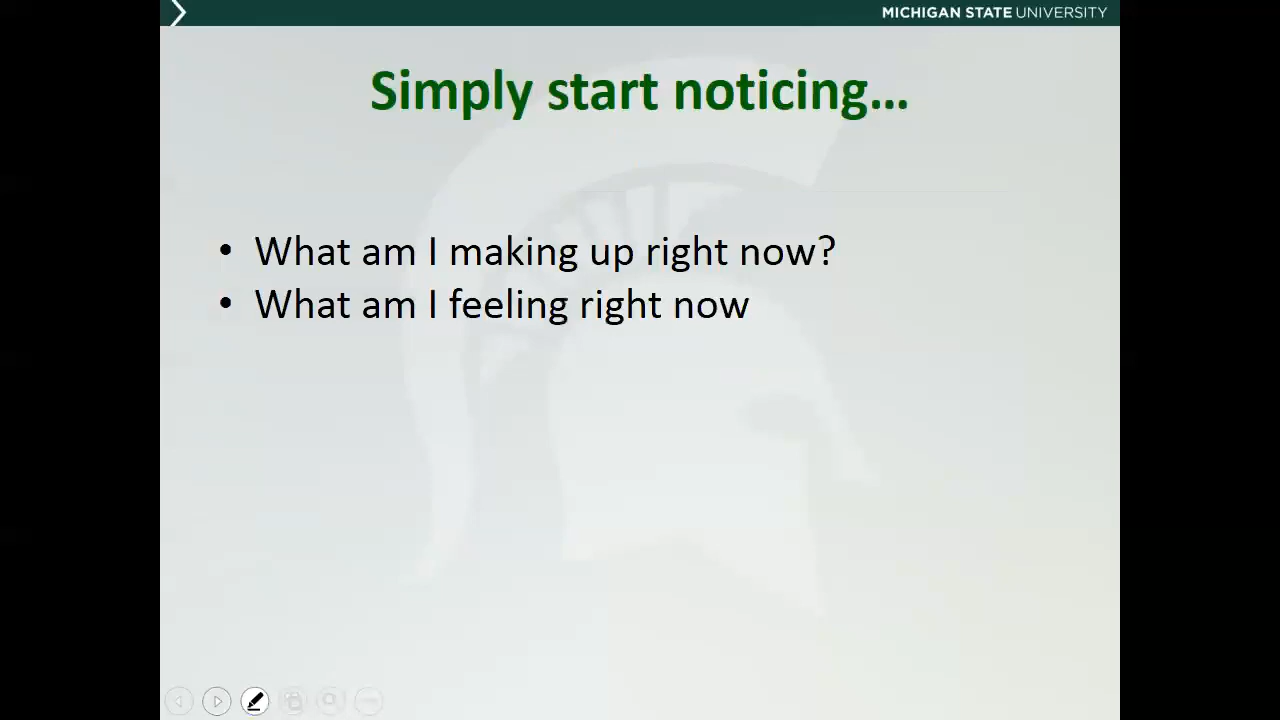 MICHIGAN STATE UNIVERSITY
Simply start noticing...
• What am I making up right now?
• What am I feeling right now